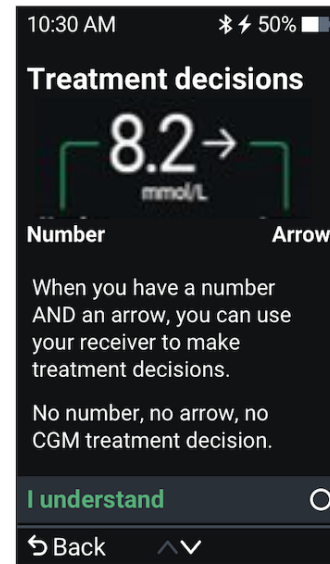 10:30 AM 50%
Treatment decisions
8.2
mmol/L
Number Arrow
When you have a number
AND an arrow, you can use
your receiver to make
treatment decisions.
No number, no arrow, no
CGM treatment decision.
I understand
Back